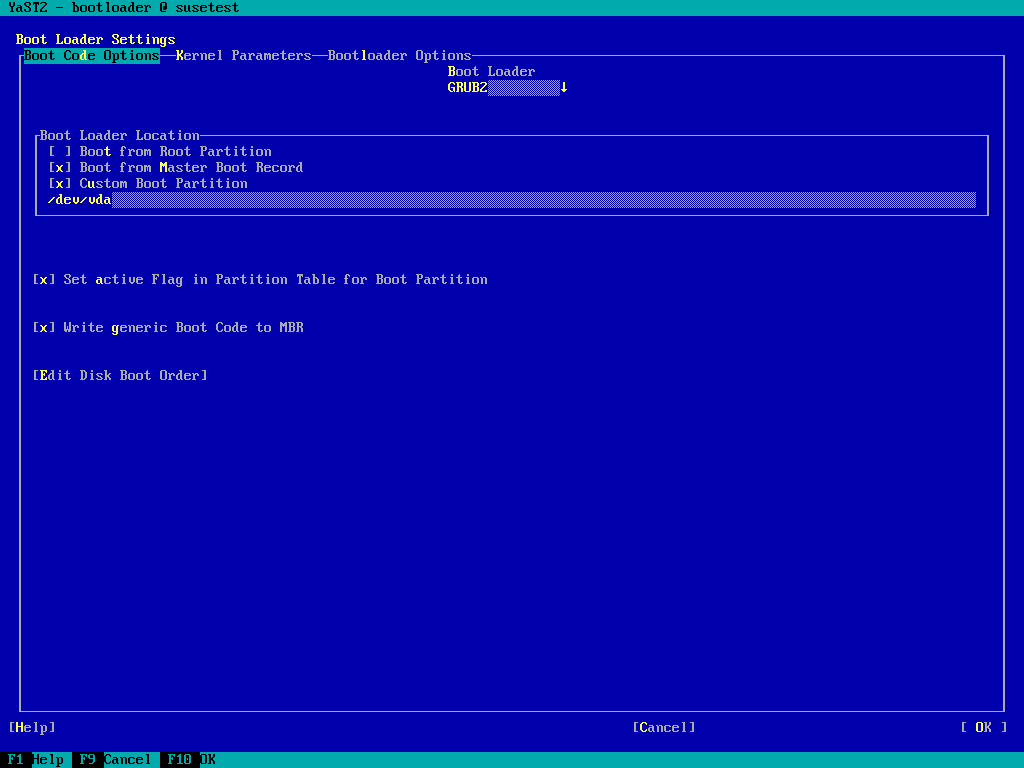 YaST2 - bootloader @ susetest
Boot Loader Settings
Boot Code Options Kernel Parameters Bootloader Options
Boot Loader
GRUB2 ↓
Boot Loader Location
[ ] Boot from Root Partition
[x] Boot from Master Boot Record
[x] Custom Boot Partition
/dev/vda
[x] Set active Flag in Partition Table for Boot Partition
[x] Write generic Boot Code to MBR
[Edit Disk Boot Order]
[Help] [Cancel] [ OK ]
F1 Help F9 Cancel F10 OK